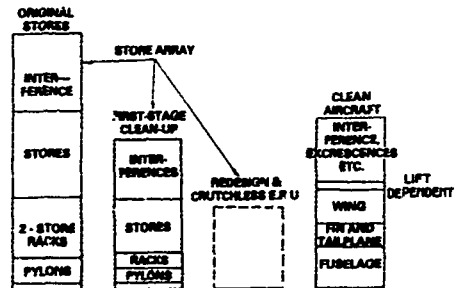 ORIGINAL
STORES
STORE ARRAY
INTER—
FERENCE
FIRST-STAGE
CLEAN-UP
CLEAN
AIRCRAFT
INTER-
FERENCE,
EXCRESCENCES
ETC.
INTER-
FERENCES
STORES
REDESIGN &
CRUTCHLESS E.R U
LIFT
DEPENDENT
WING
2 - STORE
RACKS
STORES
FIN AND
TAILPLANE
RACKS
FUSELAGE
PYLONS
PYLONS